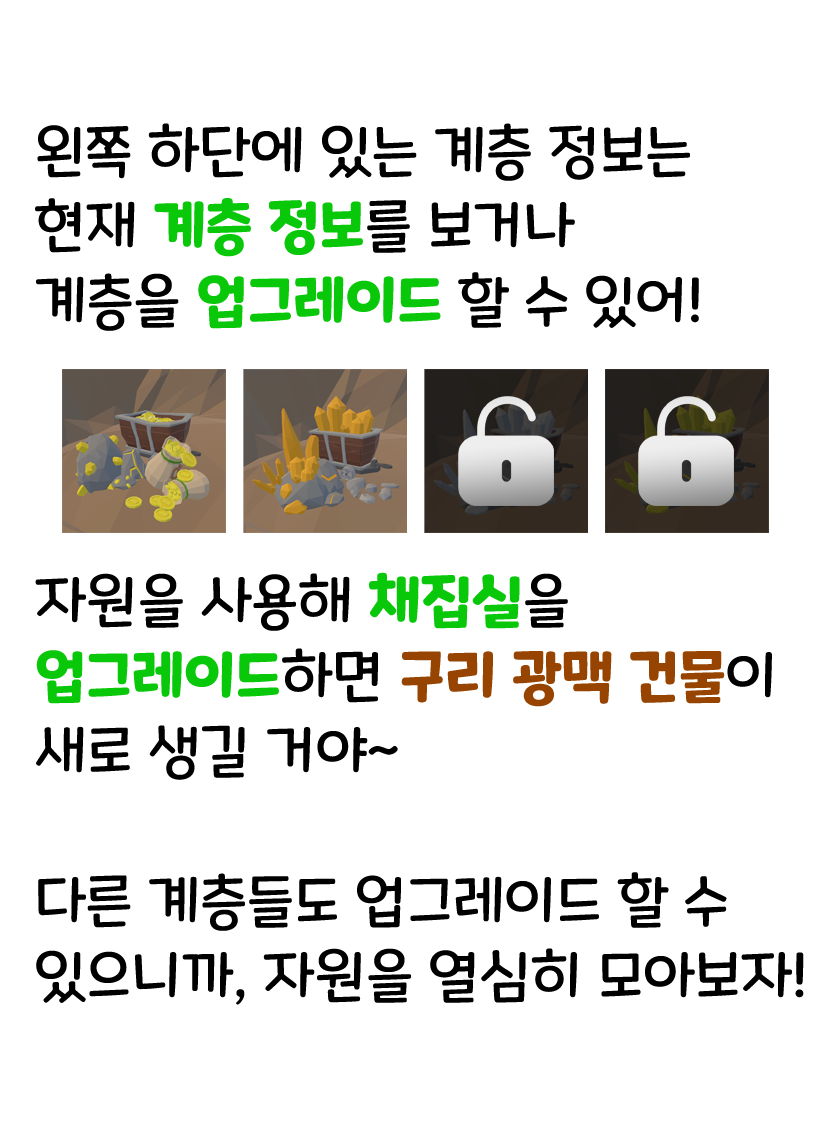 왼쪽 하단에 있는 계층 정보는
현재 계층 정보를 보거나
계층을 업그레이드 할 수 있어!
자원을 사용해 채집실을
업그레이드하면 구리 광맥 건물이
새로 생길 거야~
다른 계층들도 업그레이드 할 수
있으니까, 자원을 열심히 모아보자!